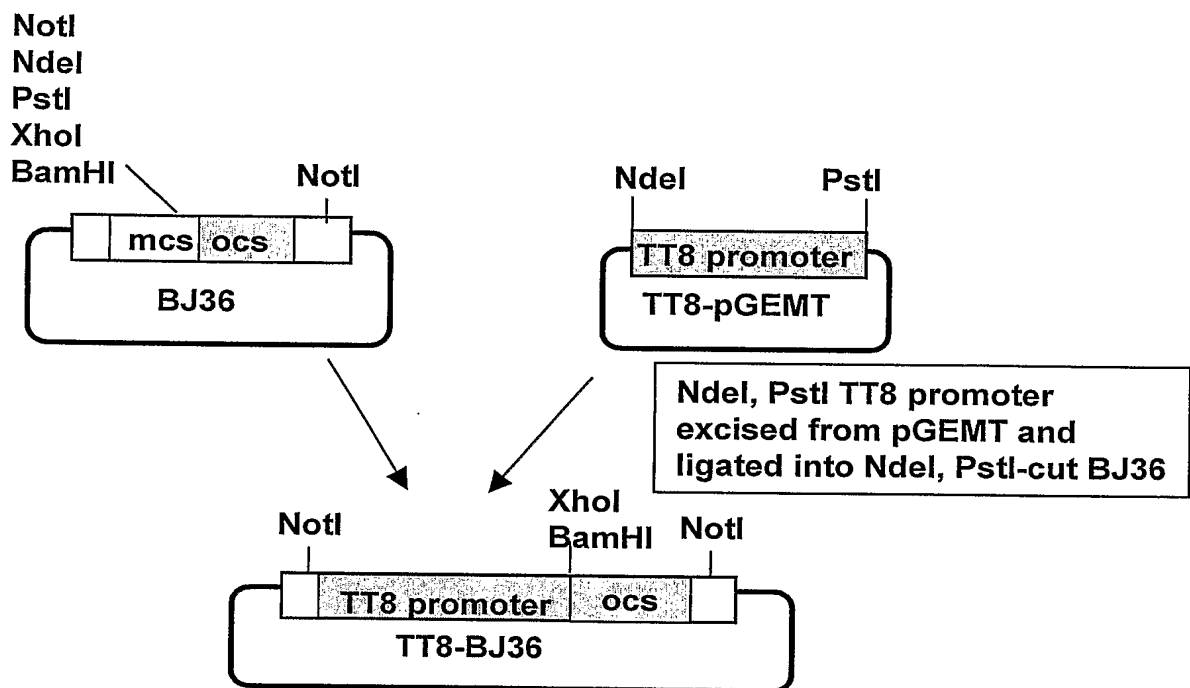 NotI
NdeI
PstI
XhoI
BamHI
NotI
mcs
ocs
BJ36
NdeI
PstI
TT8 promoter
TT8-pGEMT
NdeI, PstI TT8 promoter
excised from pGEMT and
ligated into NdeI, PstI-cut BJ36
NotI
XhoI
BamHI
NotI
TT8 promoter
ocs
TT8-BJ36